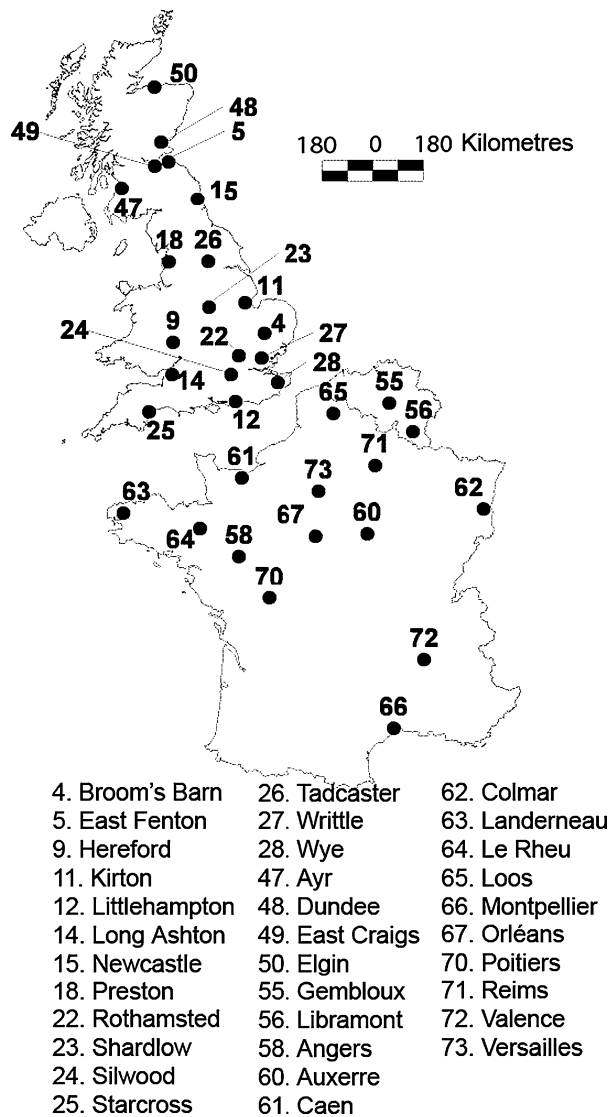 50
48
49
5
180 0 180 Kilometres
47
15
18
26
23
11
9
4
24
22
27
14
28
12
25
65
55
56
61
71
73
62
63
67
60
64
58
70
72
66
4. Broom's Barn
5. East Fenton
9. Hereford
11. Kirton
12. Littlehampton
14. Long Ashton
15. Newcastle
18. Preston
22. Rothamsted
23. Shardlow
24. Silwood
25. Starcross
26. Tadcaster
27. Writtle
28. Wye
47. Ayr
48. Dundee
49. East Craigs
50. Elgin
55. Gembloux
56. Libramont
58. Angers
60. Auxerre
61. Caen
62. Colmar
63. Landerneau
64. Le Rheu
65. Loos
66. Montpellier
67. Orléans
70. Poitiers
71. Reims
72. Valence
73. Versailles